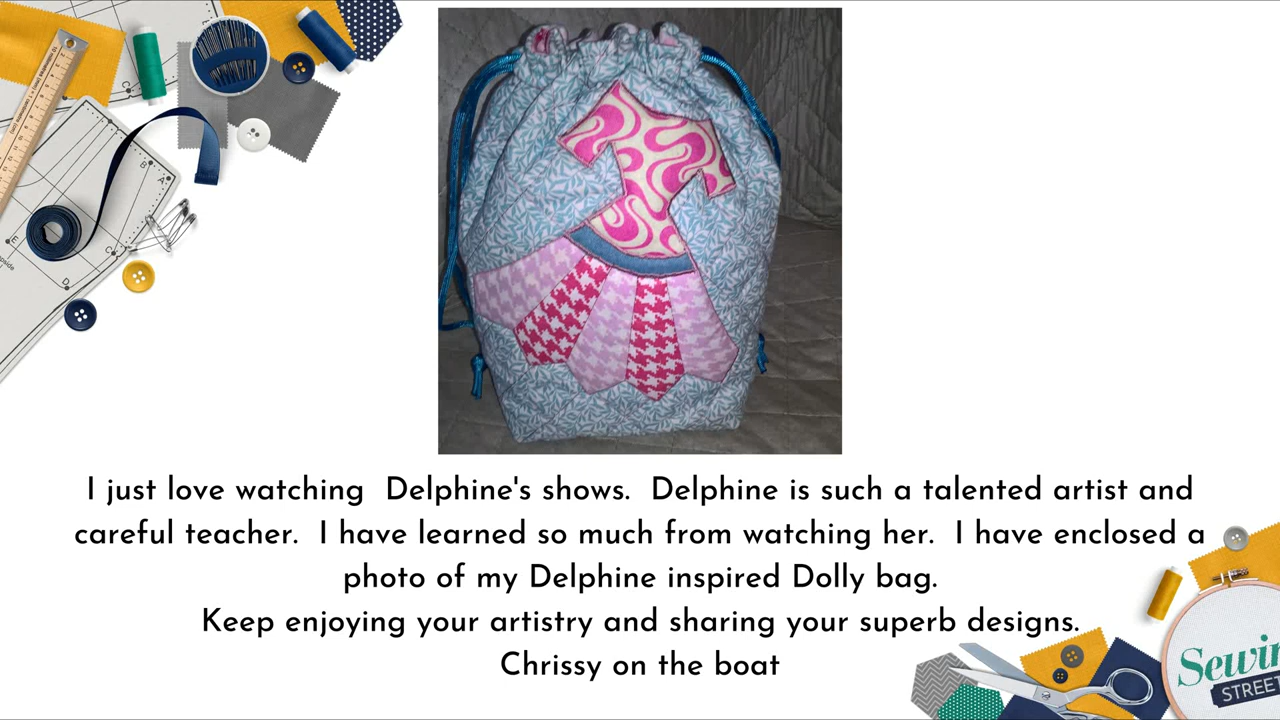 I just love watching Delphine's shows. Delphine is such a talented artist and
careful teacher. I have learned so much from watching her. I have enclosed a
photo of my Delphine inspired Dolly bag.
Keep enjoying your artistry and sharing your superb designs.
Chrissy on the boat
Sewin
STREET